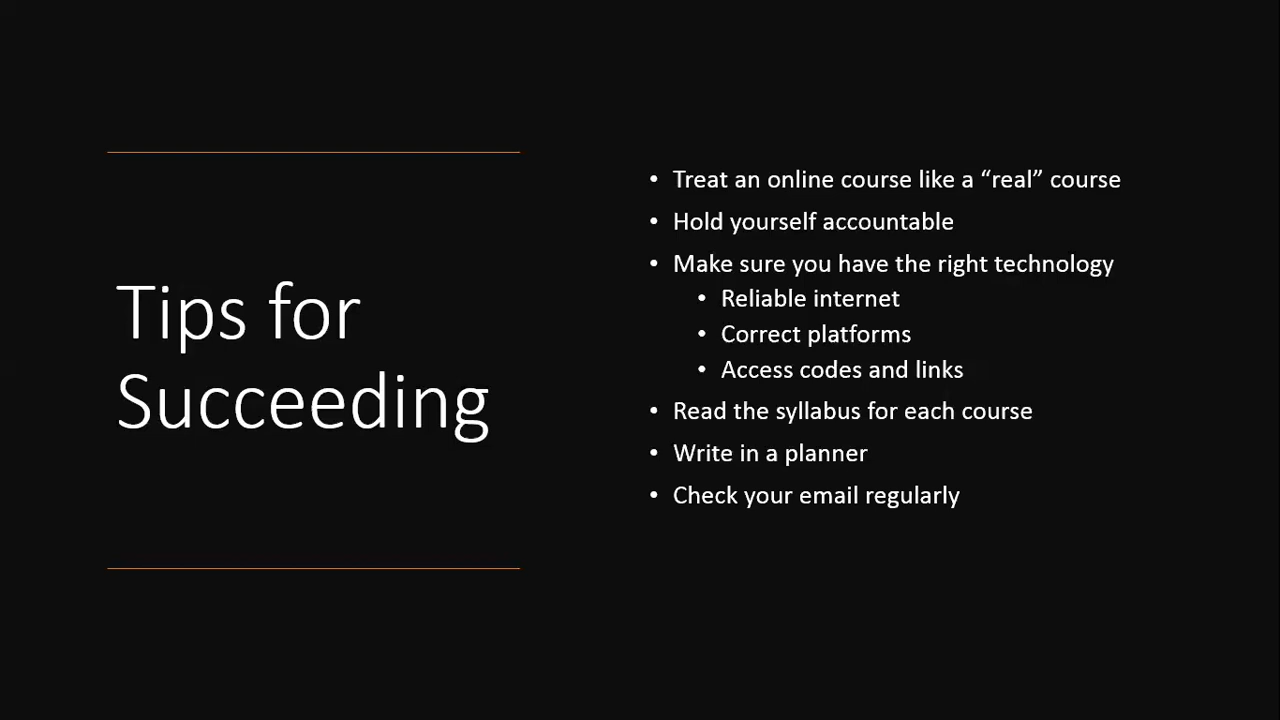 Tips for
Succeeding
• Treat an online course like a “real” course
• Hold yourself accountable
• Make sure you have the right technology
• Reliable internet
• Correct platforms
• Access codes and links
• Read the syllabus for each course
• Write in a planner
• Check your email regularly